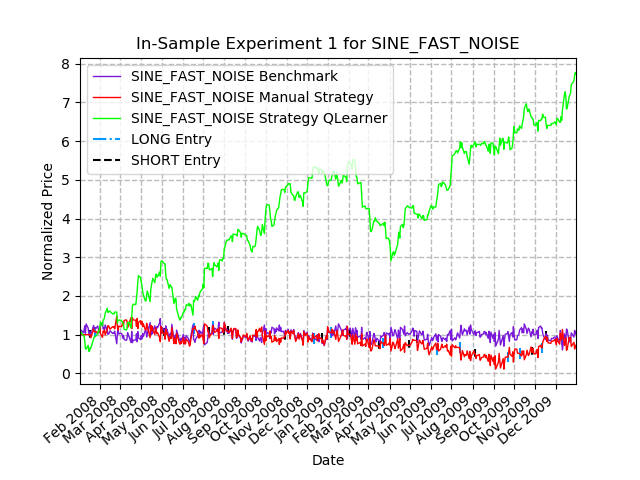 In-Sample Experiment 1 for SINE_FAST_NOISE
8
7
6
5
4
3
2
1
0
Normalized Price
SINE_FAST_NOISE Benchmark
SINE_FAST_NOISE Manual Strategy
SINE_FAST_NOISE Strategy QLearner
LONG Entry
SHORT Entry
Feb 2008
Mar 2008
Apr 2008
May 2008
Jun 2008
Jul 2008
Aug 2008
Sep 2008
Oct 2008
Nov 2008
Dec 2008
Jan 2009
Feb 2009
Mar 2009
Apr 2009
May 2009
Jun 2009
Jul 2009
Aug 2009
Sep 2009
Oct 2009
Nov 2009
Dec 2009
Date